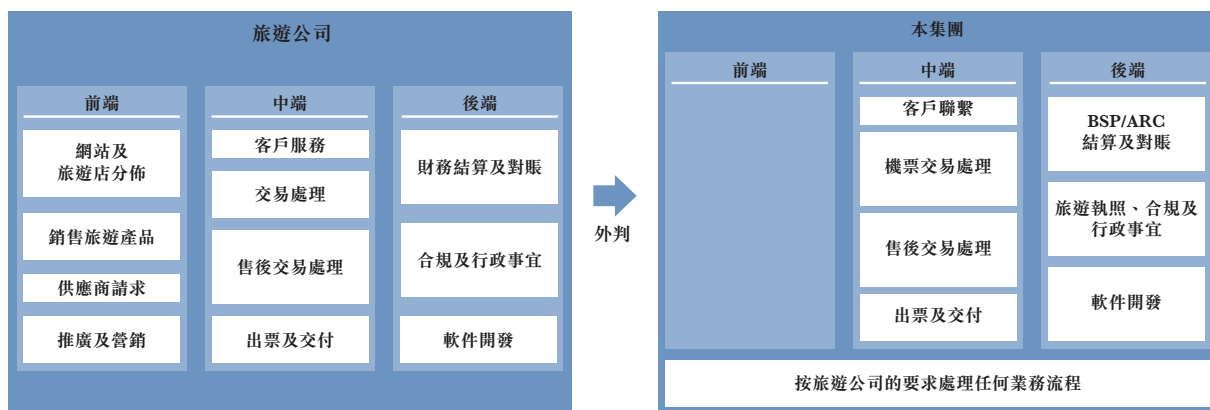 旅遊公司
前端
網站及
旅遊店分佈
銷售旅遊產品
供應商請求
推廣及營銷
中端
客戶服務
交易處理
售後交易處理
出票及交付
後端
財務結算及對賬
合規及行政事宜
軟件開發
外判
本集團
前端
中端
客戶聯繫
機票交易處理
售後交易處理
出票及交付
後端
BSP/ARC
結算及對賬
旅遊執照、合規及
行政事宜
軟件開發
按旅遊公司的要求處理任何業務流程